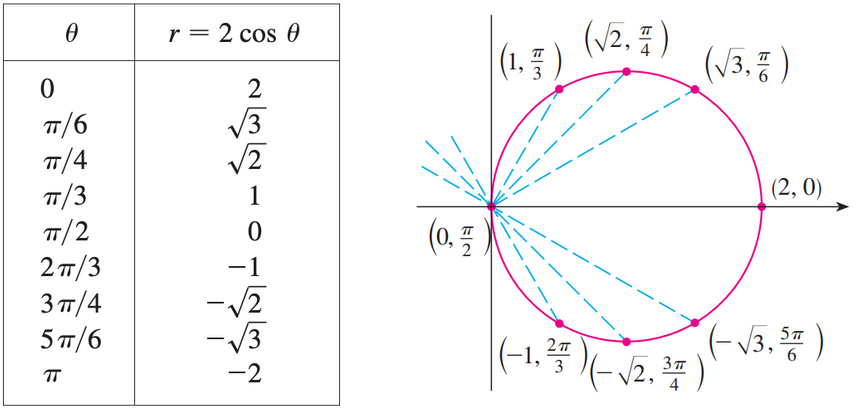 θ r = 2 cos θ
0 2
π/6 √3
π/4 √2
π/3 1
π/2 0
2π/3 −1
3π/4 −√2
5π/6 −√3
π −2
(√2, π/4)
(1, π/3)
(√3, π/6)
(2, 0)
(0, π/2)
(−1, 2π/3)
(−√2, 3π/4)
(−√3, 5π/6)